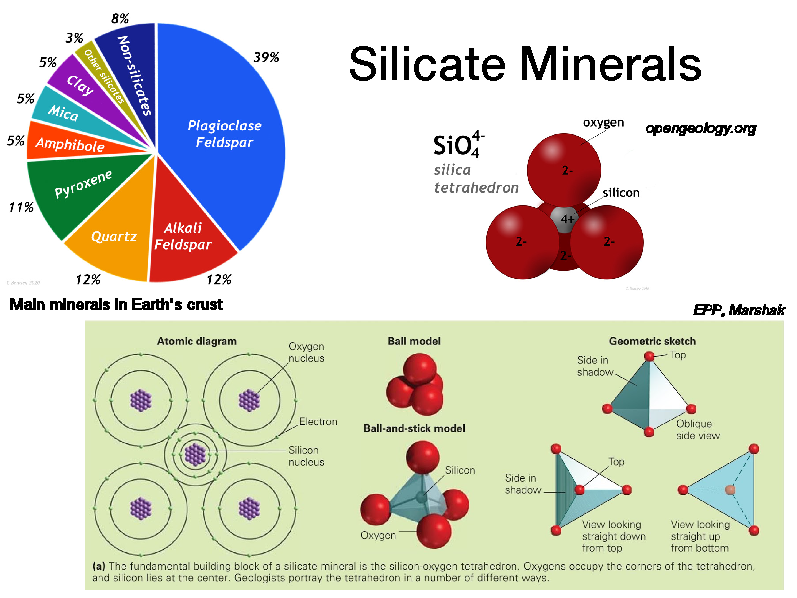 Silicate Minerals
8%
3%
5%
5%
5%
11%
12%
12%
39%
Non-silicates
Other silicates
Clay
Mica
Amphibole
Pyroxene
Quartz
Alkali
Feldspar
Plagioclase
Feldspar
Main minerals in Earth's crust
SiO₄⁴⁻
silica
tetrahedron
oxygen
silicon
2-
4+
2-
2-
2-
opengeology.org
EPP, Marshak
Atomic diagram
Oxygen
nucleus
Electron
Silicon
nucleus
Ball model
Ball-and-stick model
Silicon
Oxygen
Geometric sketch
Side in
shadow
Top
Oblique
side view
Side in
shadow
Top
View looking
straight down
from top
View looking
straight up
from bottom
(a) The fundamental building block of a silicate mineral is the silicon-oxygen tetrahedron. Oxygens occupy the corners of the tetrahedron,
and silicon lies at the center. Geologists portray the tetrahedron in a number of different ways.